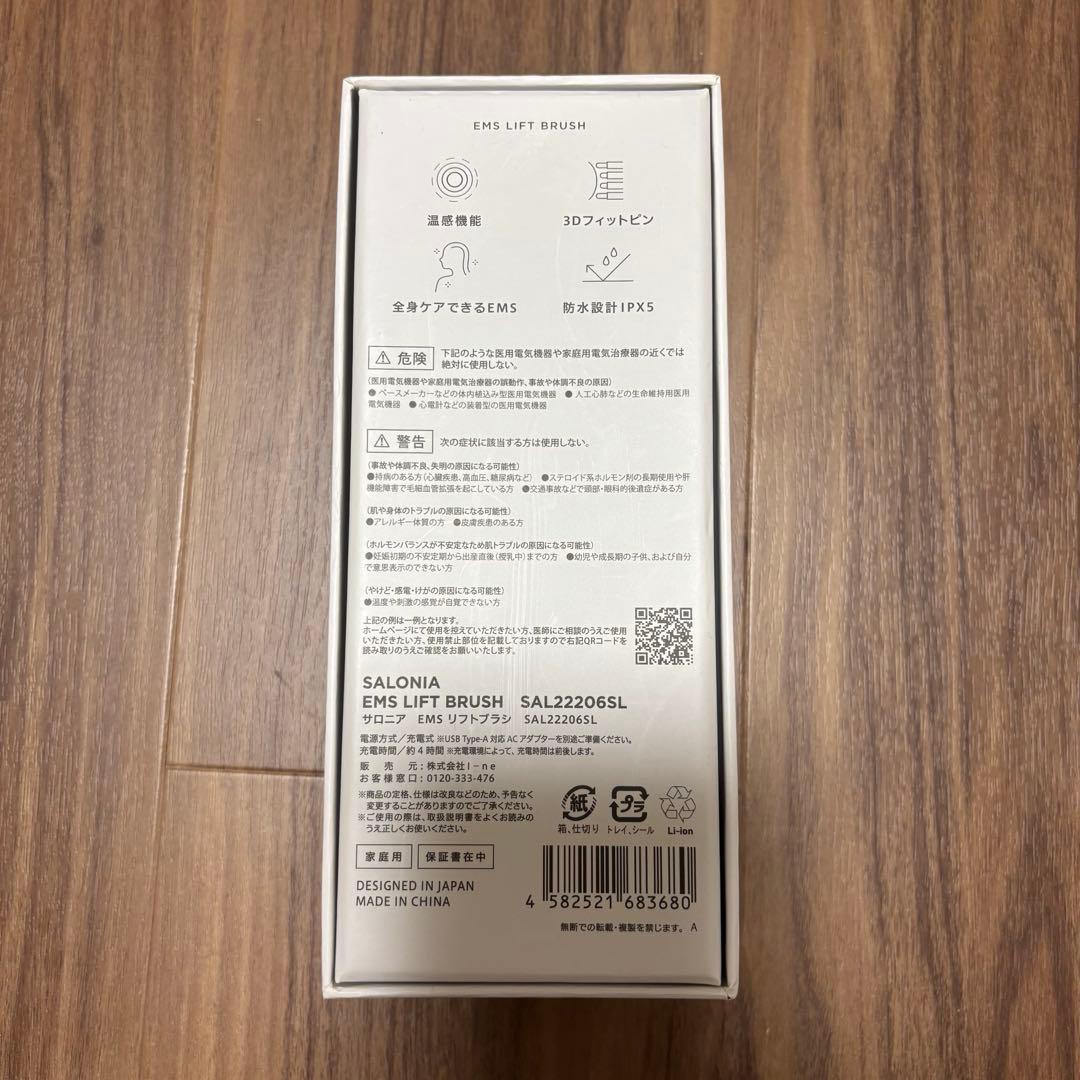 EMS LIFT BRUSH
温感機能
3Dフィットピン
全身ケアできるEMS
防水設計IPX5
危険 下記のような医用電気機器や家庭用電気治療器の近くでは
絶対に使用しない。
(医用電気機器や家庭用電気治療器の誤動作、事故や体調不良の原因)
●ペースメーカーなどの体内植込み型医用電気機器 ●人工心肺などの生命維持用医用
電気機器 ●心電計などの装着型の医用電気機器
警告 次の症状に該当する方は使用しない。
(事故や体調不良、失明の原因になる可能性)
●持病のある方(心臓疾患、高血圧、糖尿病など) ●ステロイド系ホルモン剤の長期使用や肝
機能障害で毛細血管拡張を起こしている方 ●交通事故などで頭部・眼科的後遺症がある方
(肌や身体のトラブルの原因になる可能性)
●アレルギー体質の方 ●皮膚疾患のある方
(ホルモンバランスが不安定なため肌トラブルの原因になる可能性)
●妊娠初期の不安定期から出産直後(授乳中)までの方 ●幼児や成長期の子供、および自分
で意思表示のできない方
(やけど・感電・けがの原因になる可能性)
●温度や刺激の感覚が自覚できない方
上記の例は一例となります。
ホームページにて使用を控えていただきたい方、医師にご相談のうえご使用
いただきたい方、使用禁止部位を記載しておりますので右記QRコードを
読み取りのうえご確認をお願いいたします。
SALONIA
EMS LIFT BRUSH SAL22206SL
サロニア EMS リフトブラシ SAL22206SL
電源方式/充電式 ※USB Type-A 対応 AC アダプターを別途ご準備ください。
充電時間/約4時間 ※充電環境によって、充電時間は前後します。
販売元:株式会社I-ne
お客様窓口:0120-333-476
※商品の定格、仕様は改良などのため、予告なく
変更することがありますのでご了承ください。
※ご使用の際は、取扱説明書をよくお読みの
うえ正しくお使いください。
紙 プラ
箱、仕切り トレイ、シール Li-ion
家庭用 保証書在中
DESIGNED IN JAPAN
MADE IN CHINA
4 582521 683680
無断での転載・複製を禁じます。 A